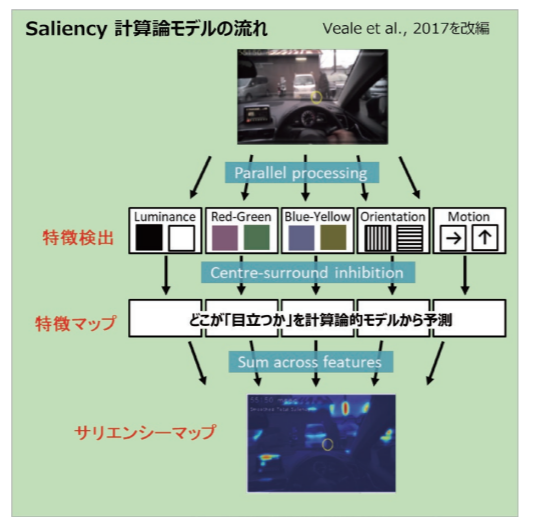 Saliency 計算論モデルの流れ
Veale et al., 2017を改編
Parallel processing
特徴検出
Luminance
Red-Green
Blue-Yellow
Orientation
Motion
Centre-surround inhibition
特徴マップ
どこが「目立つか」を計算論的モデルから予測
Sum across features
サリエンシーマップ